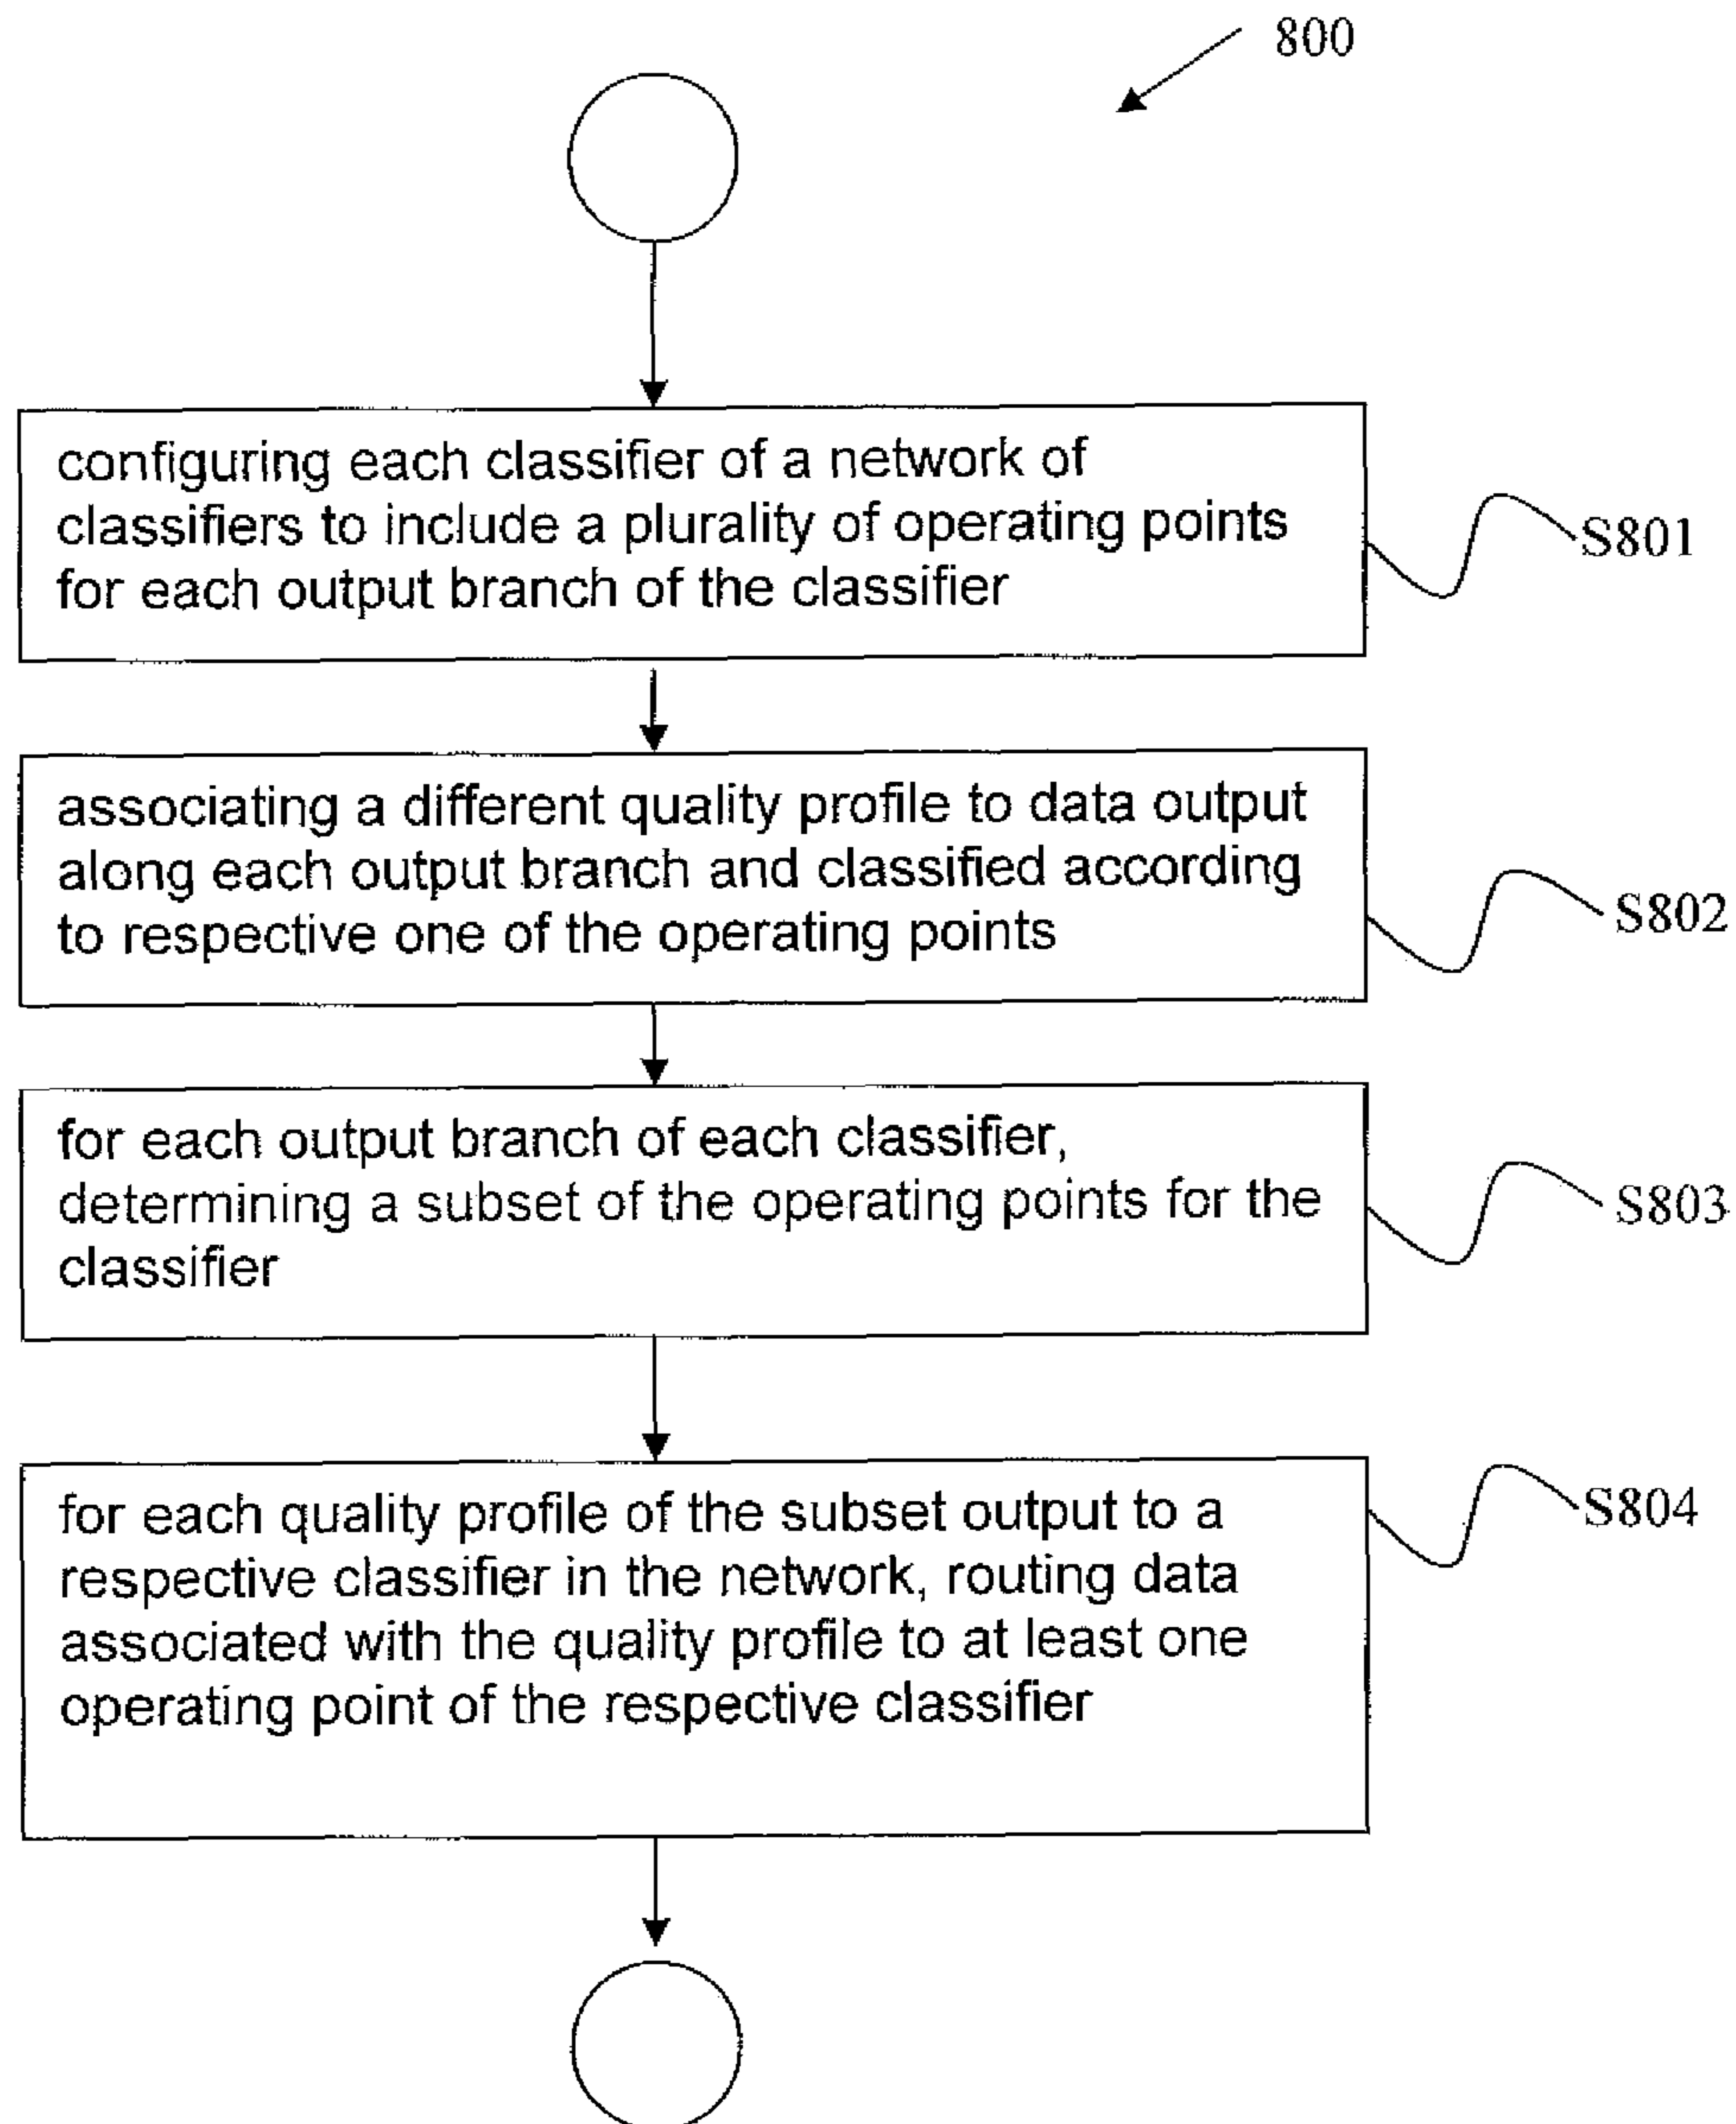 800
configuring each classifier of a network of
classifiers to include a plurality of operating points
for each output branch of the classifier
S801
associating a different quality profile to data output
along each output branch and classified according
to respective one of the operating points
S802
for each output branch of each classifier,
determining a subset of the operating points for the
classifier
S803
for each quality profile of the subset output to a
respective classifier in the network, routing data
associated with the quality profile to at least one
operating point of the respective classifier
S804